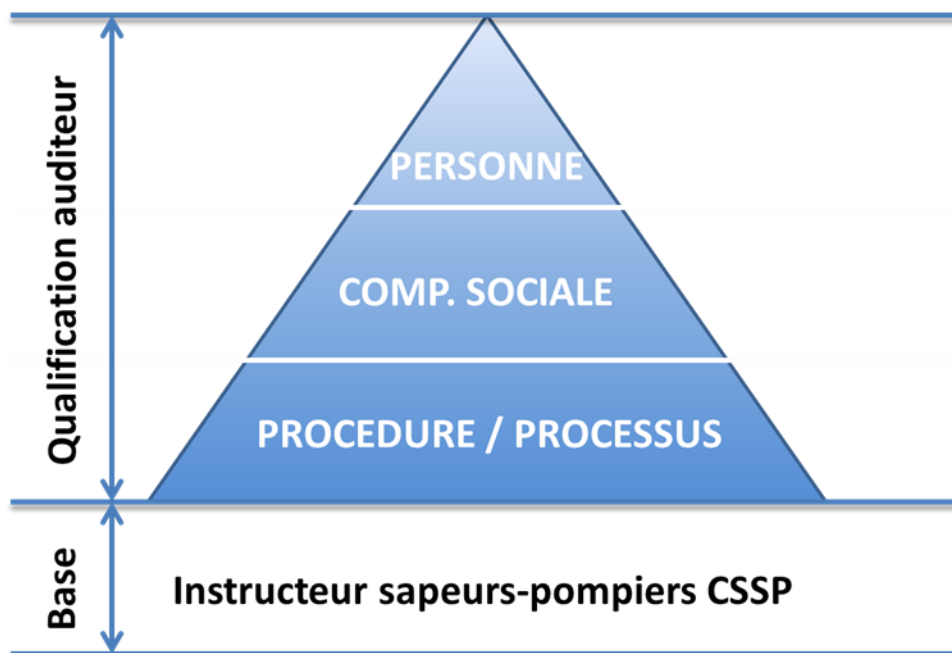 Qualification auditeur
PERSONNE
COMP. SOCIALE
PROCEDURE / PROCESSUS
Base
Instructeur sapeurs-pompiers CSSP